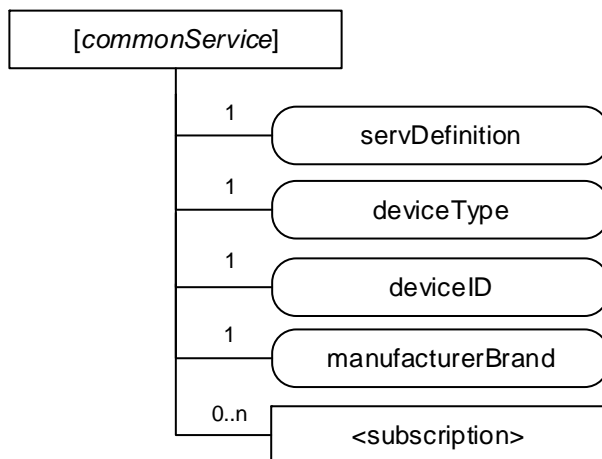 [commonService]
1
servDefinition
1
deviceType
1
deviceID
1
manufacturerBrand
0..n
<subscription>